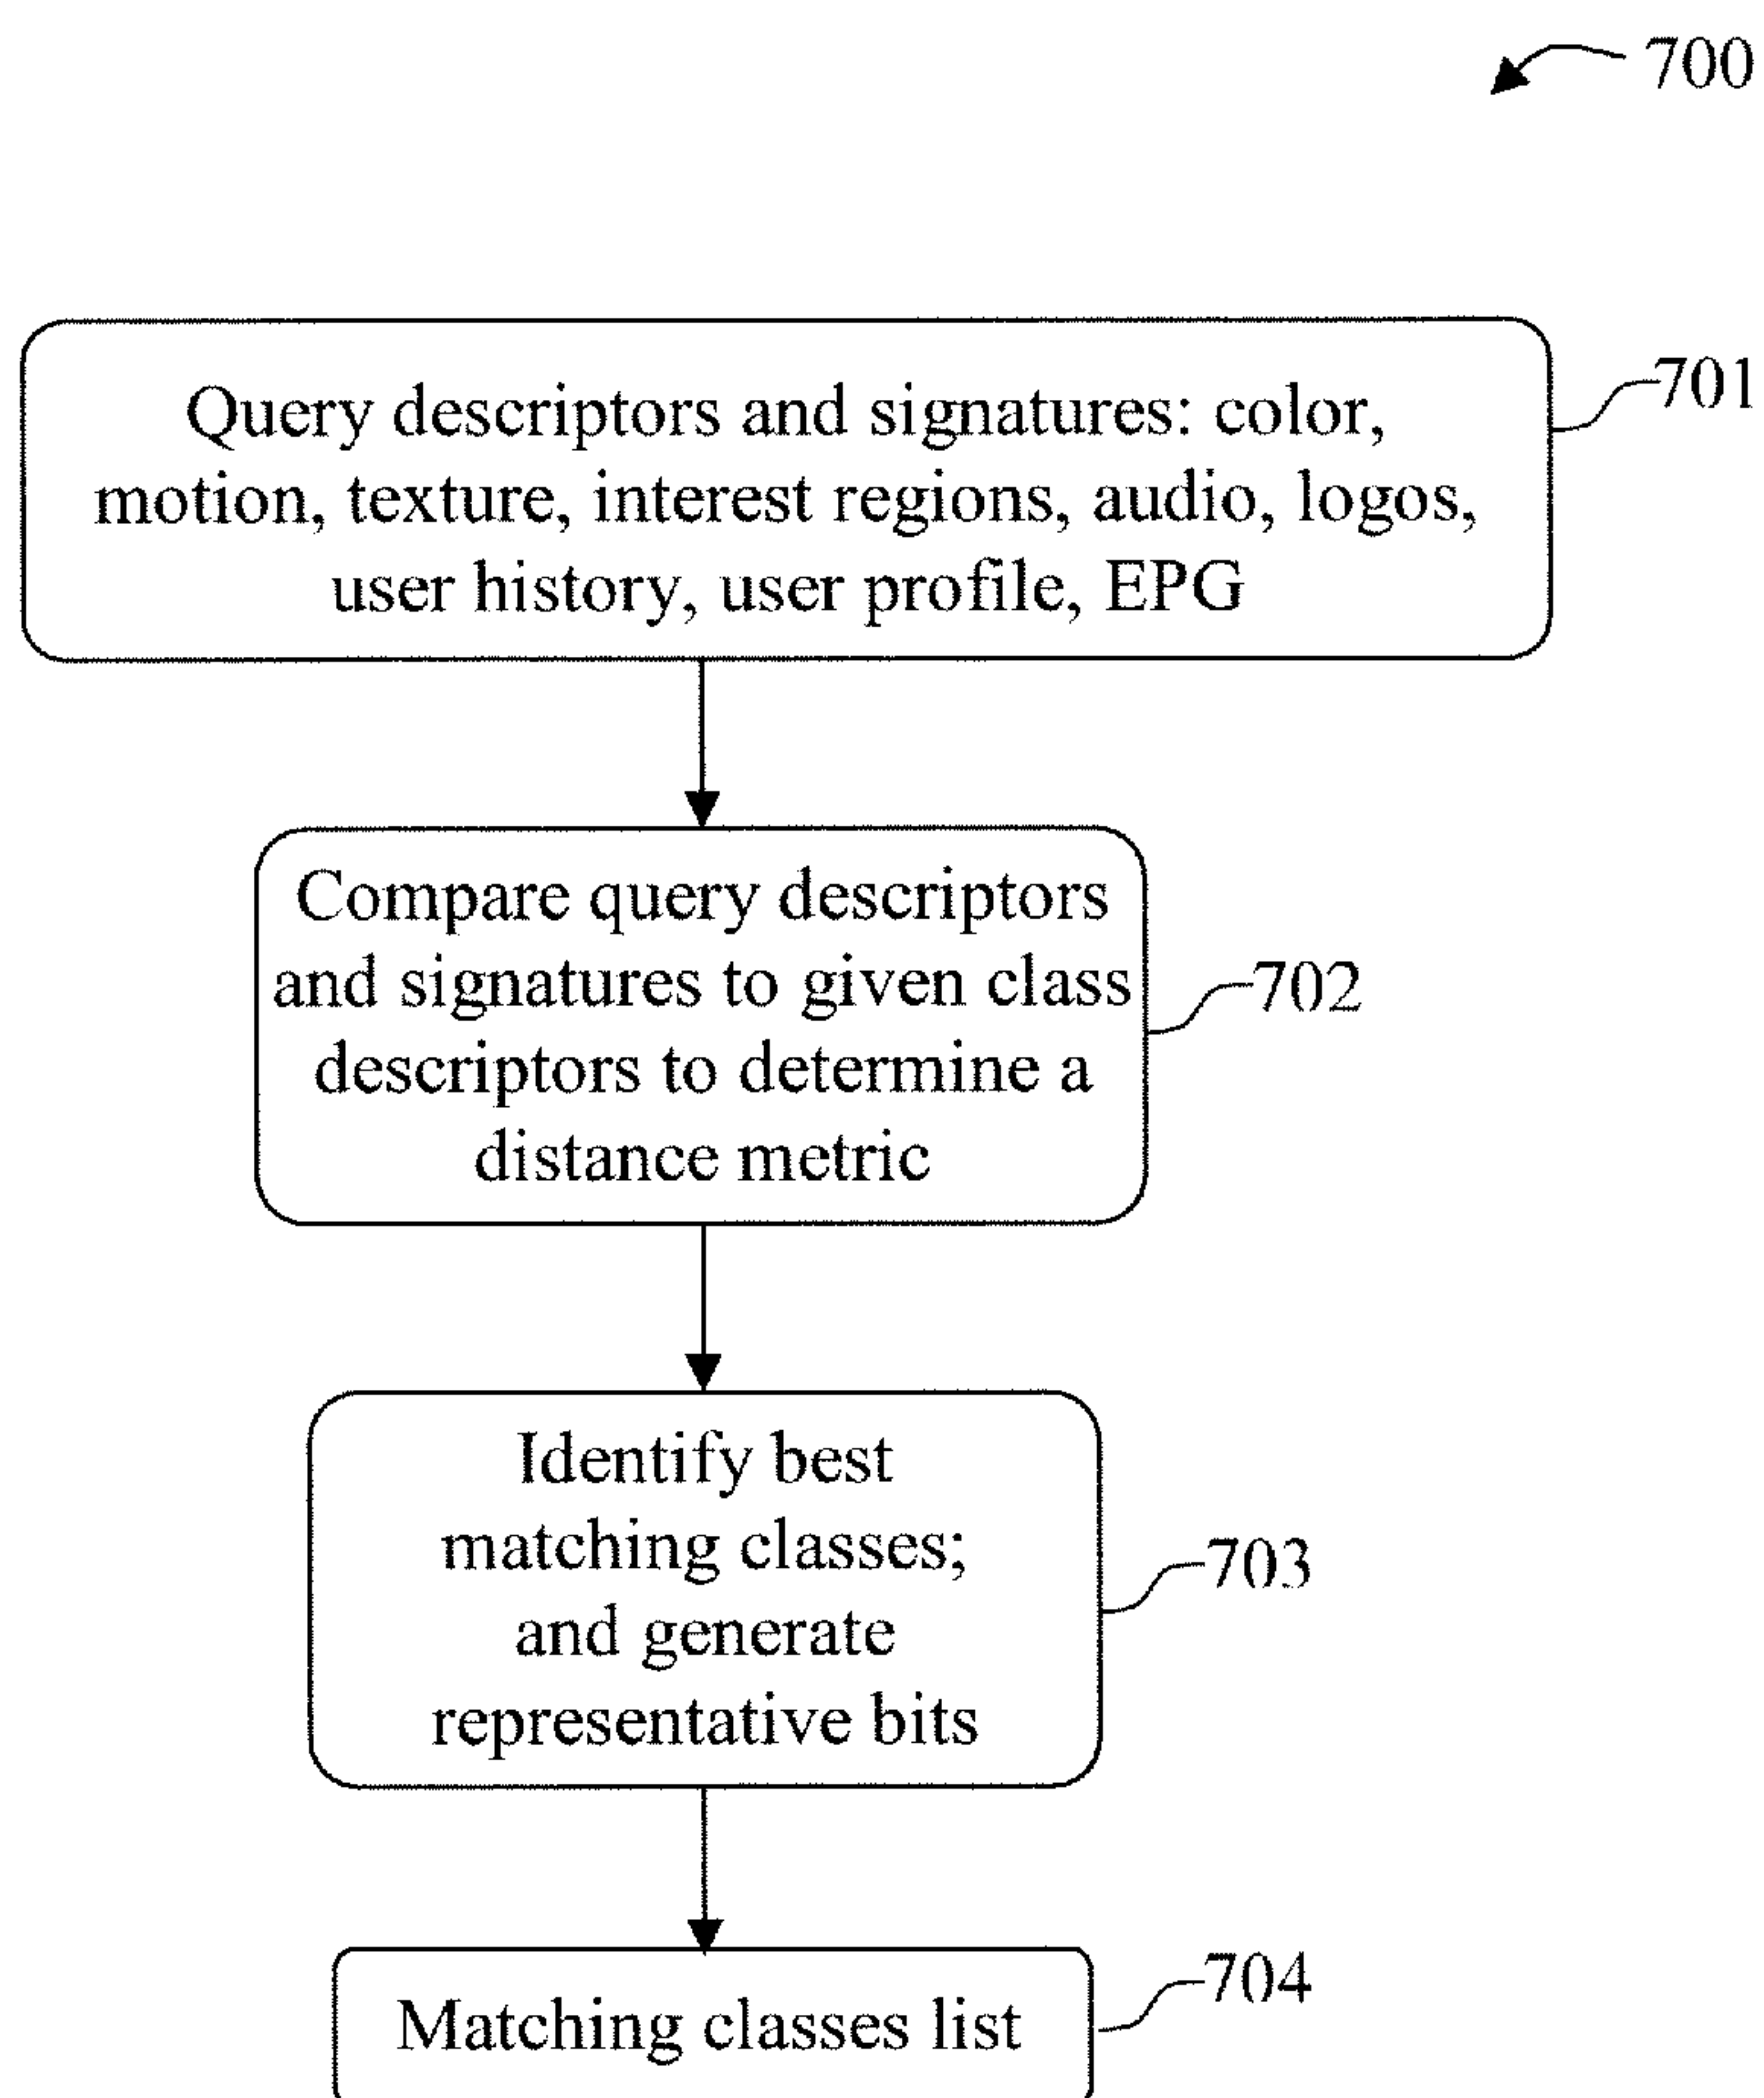 700
Query descriptors and signatures: color,
motion, texture, interest regions, audio, logos,
user history, user profile, EPG
701
Compare query descriptors
and signatures to given class
descriptors to determine a
distance metric
702
Identify best
matching classes;
and generate
representative bits
703
Matching classes list
704